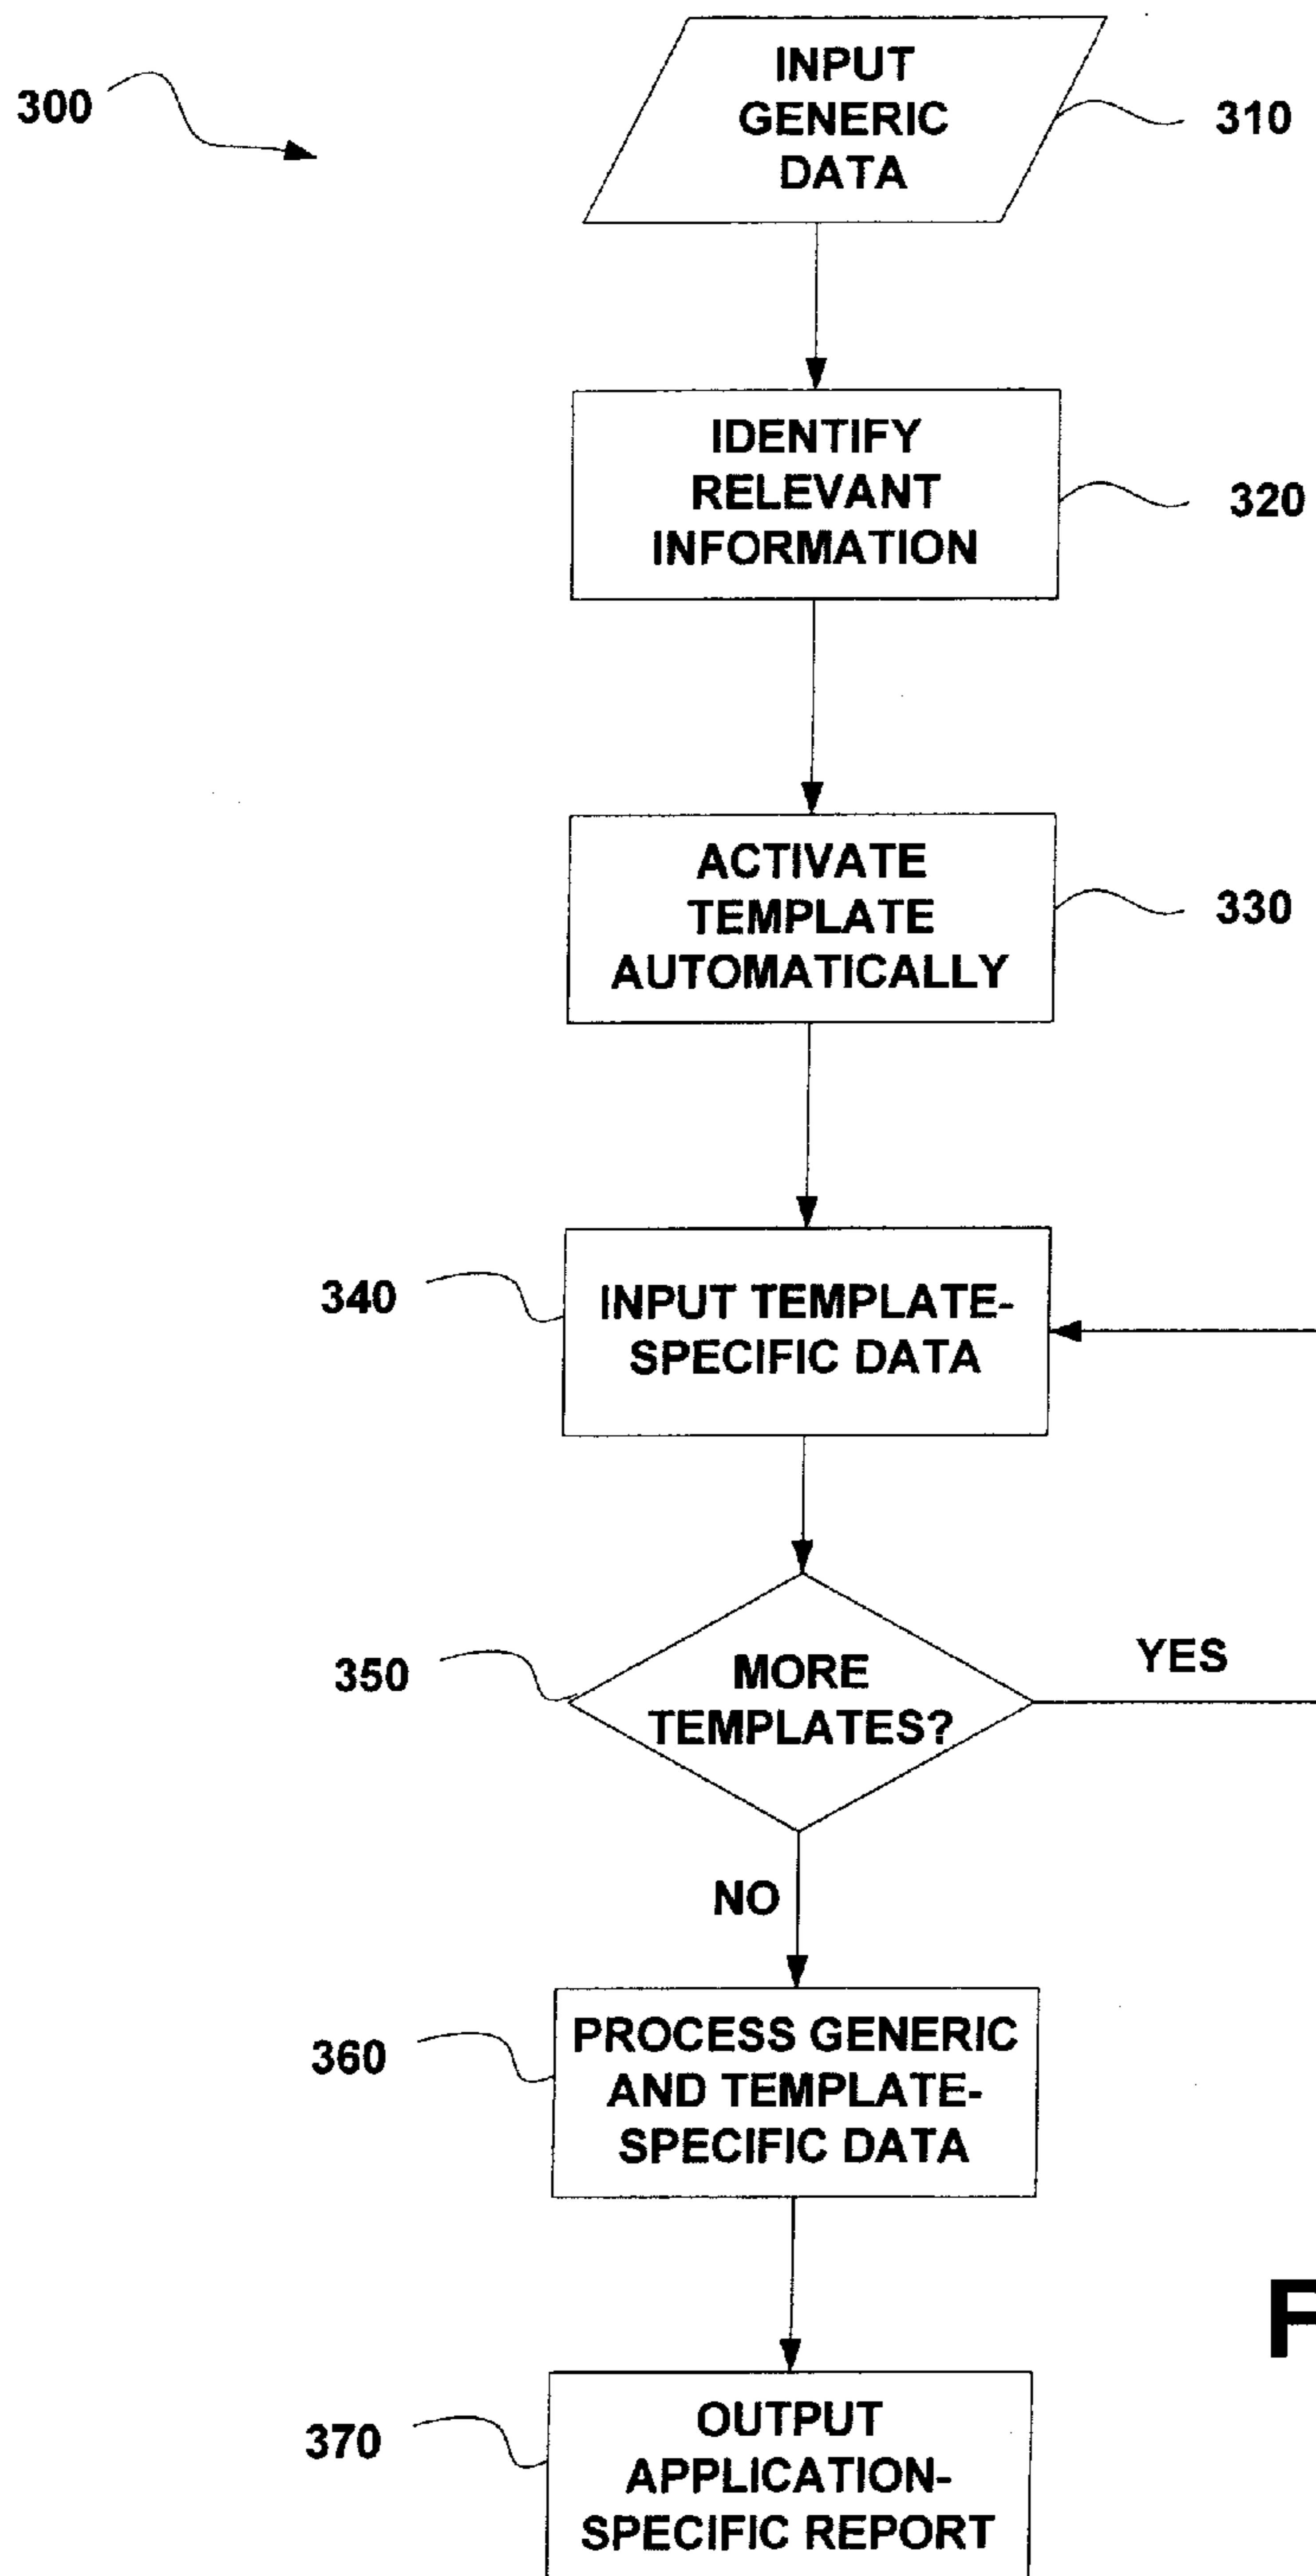 300
INPUT
GENERIC
DATA
310
IDENTIFY
RELEVANT
INFORMATION
320
ACTIVATE
TEMPLATE
AUTOMATICALLY
330
340
INPUT TEMPLATE-
SPECIFIC DATA
350
MORE
TEMPLATES?
YES
NO
360
PROCESS GENERIC
AND TEMPLATE-
SPECIFIC DATA
370
OUTPUT
APPLICATION-
SPECIFIC REPORT